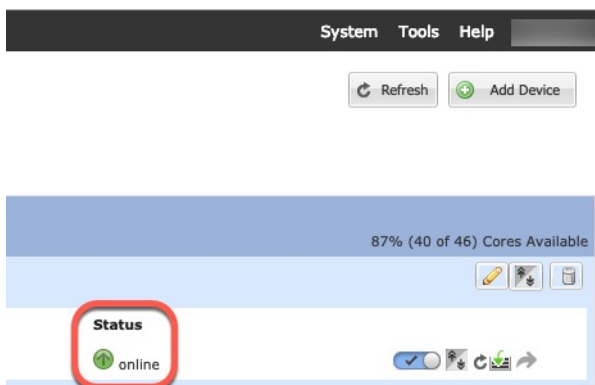 System Tools Help
Refresh Add Device
87% (40 of 46) Cores Available
Status
online